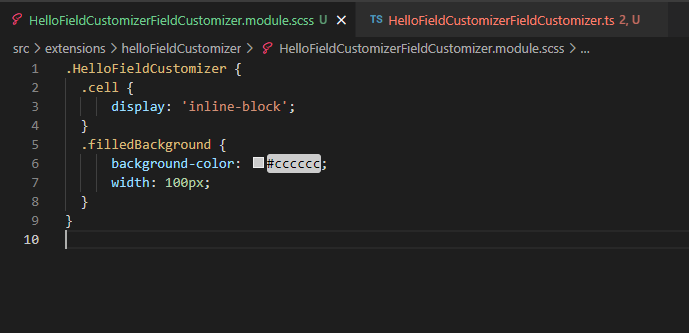 HelloFieldCustomizerFieldCustomizer.module.scss U × TS HelloFieldCustomizerFieldCustomizer.ts 2, U
src > extensions > helloFieldCustomizer > HelloFieldCustomizerFieldCustomizer.module.scss > ...
1 .HelloFieldCustomizer {
2 .cell {
3 display: 'inline-block';
4 }
5 .filledBackground {
6 background-color: #cccccc;
7 width: 100px;
8 }
9 }
10